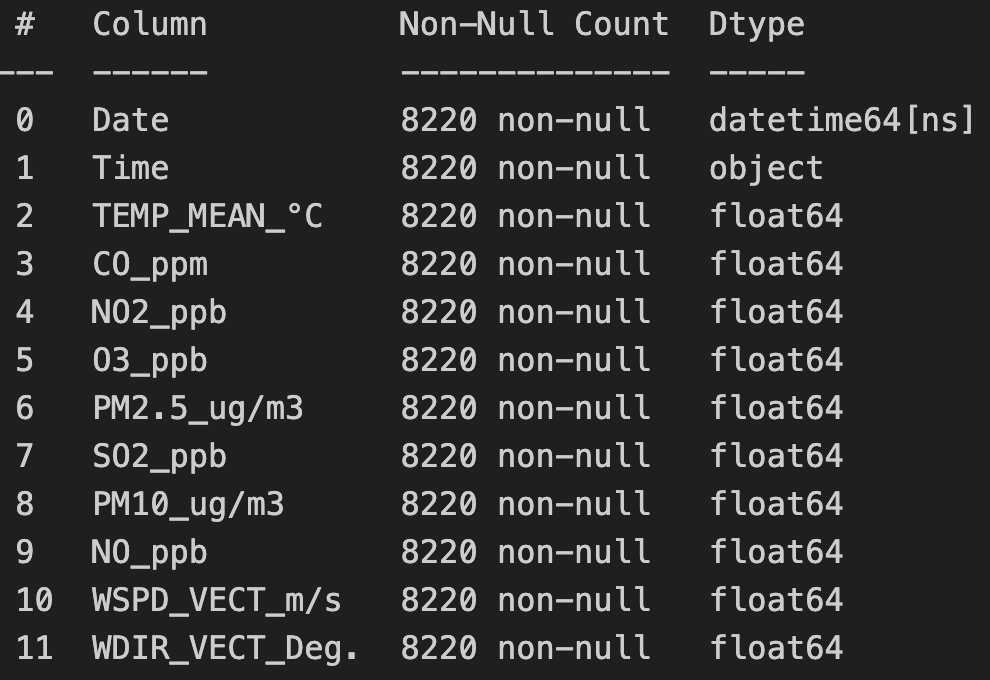 # Column Non-Null Count Dtype
--- ------ -------------- -----
0 Date 8220 non-null datetime64[ns]
1 Time 8220 non-null object
2 TEMP_MEAN_°C 8220 non-null float64
3 CO_ppm 8220 non-null float64
4 NO2_ppb 8220 non-null float64
5 O3_ppb 8220 non-null float64
6 PM2.5_ug/m3 8220 non-null float64
7 SO2_ppb 8220 non-null float64
8 PM10_ug/m3 8220 non-null float64
9 NO_ppb 8220 non-null float64
10 WSPD_VECT_m/s 8220 non-null float64
11 WDIR_VECT_Deg. 8220 non-null float64